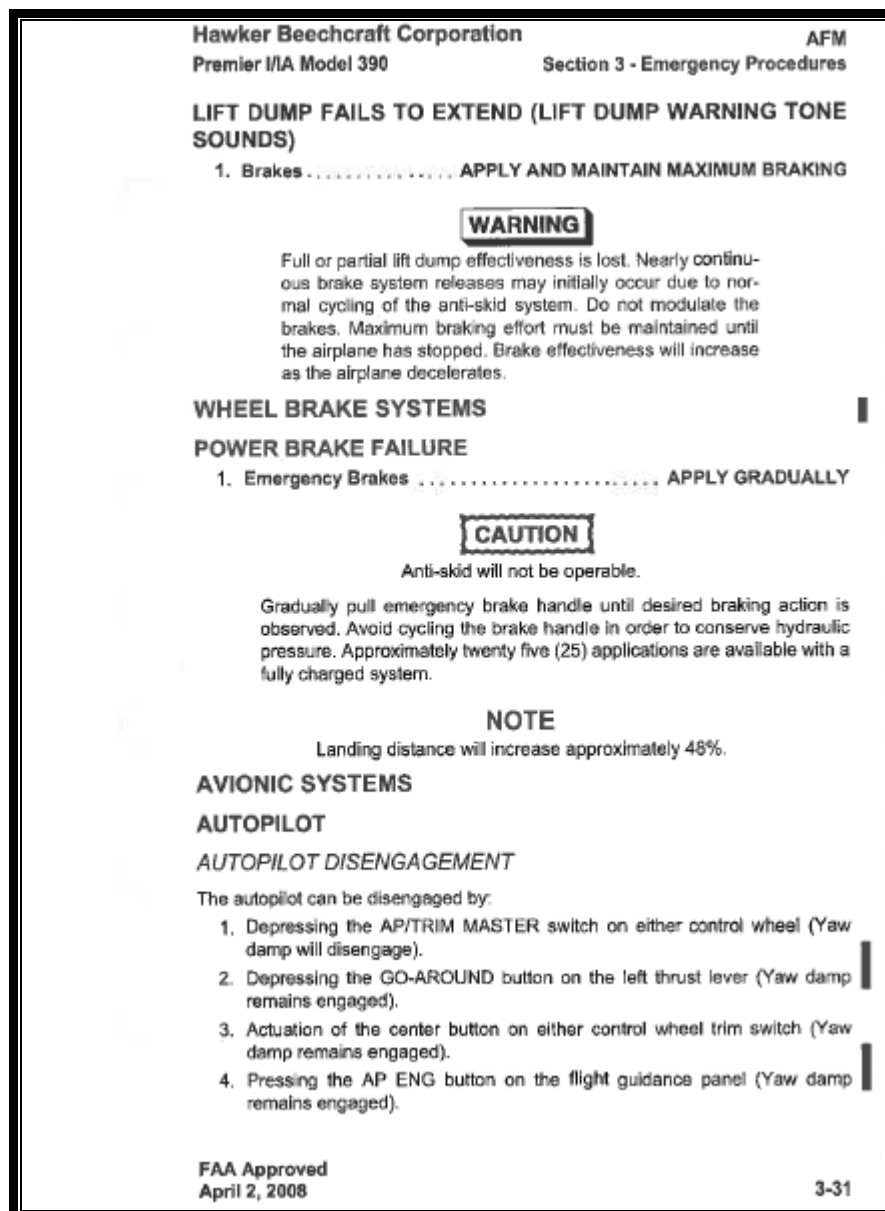 Hawker Beechcraft Corporation AFM
Premier I/IA Model 390 Section 3 - Emergency Procedures
LIFT DUMP FAILS TO EXTEND (LIFT DUMP WARNING TONE
SOUNDS)
1. Brakes . . . . . . . . . . . . . . APPLY AND MAINTAIN MAXIMUM BRAKING
WARNING
Full or partial lift dump effectiveness is lost. Nearly continu-
ous brake system releases may initially occur due to nor-
mal cycling of the anti-skid system. Do not modulate the
brakes. Maximum braking effort must be maintained until
the airplane has stopped. Brake effectiveness will increase
as the airplane decelerates.
WHEEL BRAKE SYSTEMS
POWER BRAKE FAILURE
1. Emergency Brakes . . . . . . . . . . . . . . . . . . . . . . . APPLY GRADUALLY
CAUTION
Anti-skid will not be operable.
Gradually pull emergency brake handle until desired braking action is
observed. Avoid cycling the brake handle in order to conserve hydraulic
pressure. Approximately twenty five (25) applications are available with a
fully charged system.
NOTE
Landing distance will increase approximately 48%.
AVIONIC SYSTEMS
AUTOPILOT
AUTOPILOT DISENGAGEMENT
The autopilot can be disengaged by:
1. Depressing the AP/TRIM MASTER switch on either control wheel (Yaw
damp will disengage).
2. Depressing the GO-AROUND button on the left thrust lever (Yaw damp
remains engaged).
3. Actuation of the center button on either control wheel trim switch (Yaw
damp remains engaged).
4. Pressing the AP ENG button on the flight guidance panel (Yaw damp
remains engaged).
FAA Approved
April 2, 2008 3-31